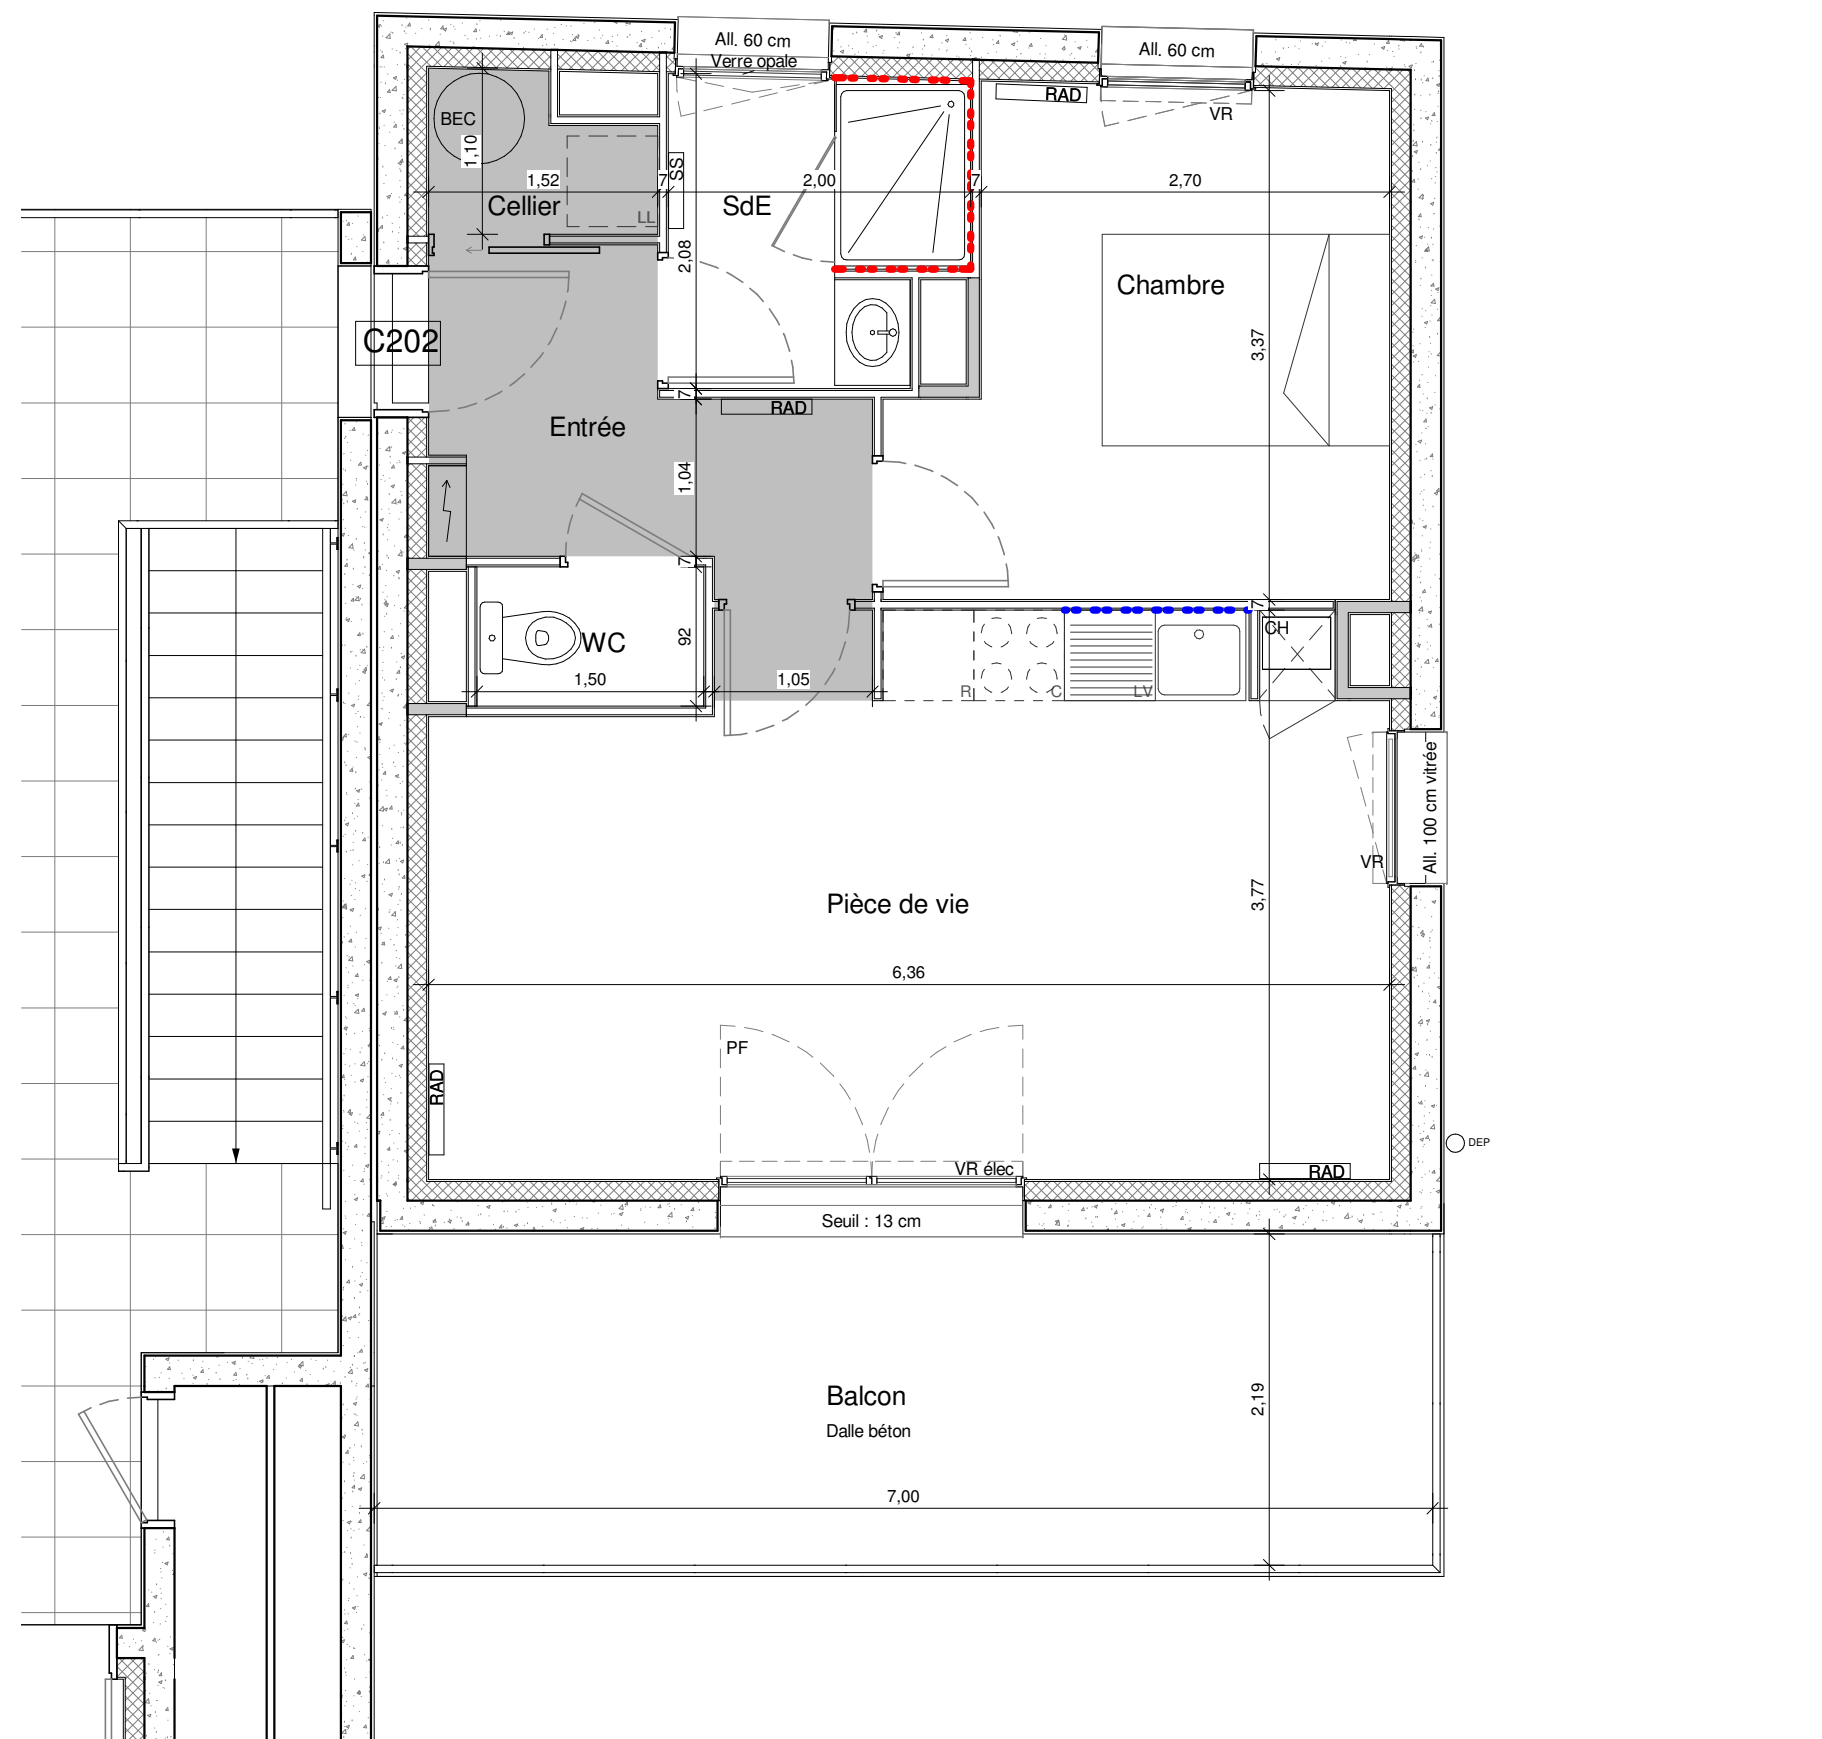 All. 60 cm
Verre opale
All. 60 cm
RAD
VR
BEC
1,10
1,52
7
SS
2,00
7
2,70
Cellier
LL
SdE
2,08
Chambre
C202
3,37
7
RAD
Entrée
1,04
7
WC
92
1,50
1,05
R
C
LV
7
CH
All. 100 cm vitrée
VR
Pièce de vie
3,77
6,36
PF
RAD
VR élec
RAD
DEP
Seuil : 13 cm
Balcon
Dalle béton
2,19
7,00